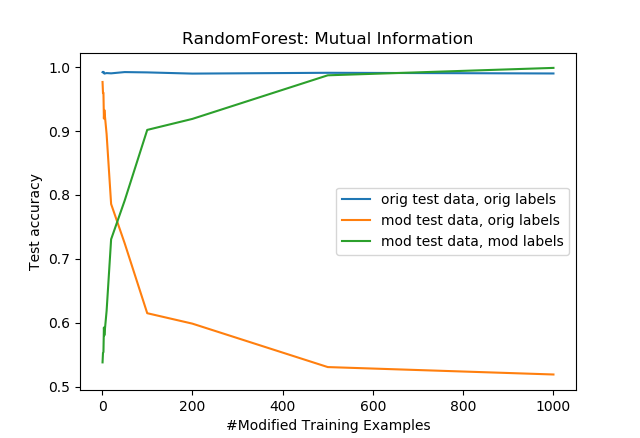 RandomForest: Mutual Information
1.0
0.9
0.8
0.7
0.6
0.5
Test accuracy
orig test data, orig labels
mod test data, orig labels
mod test data, mod labels
0 200 400 600 800 1000
#Modified Training Examples